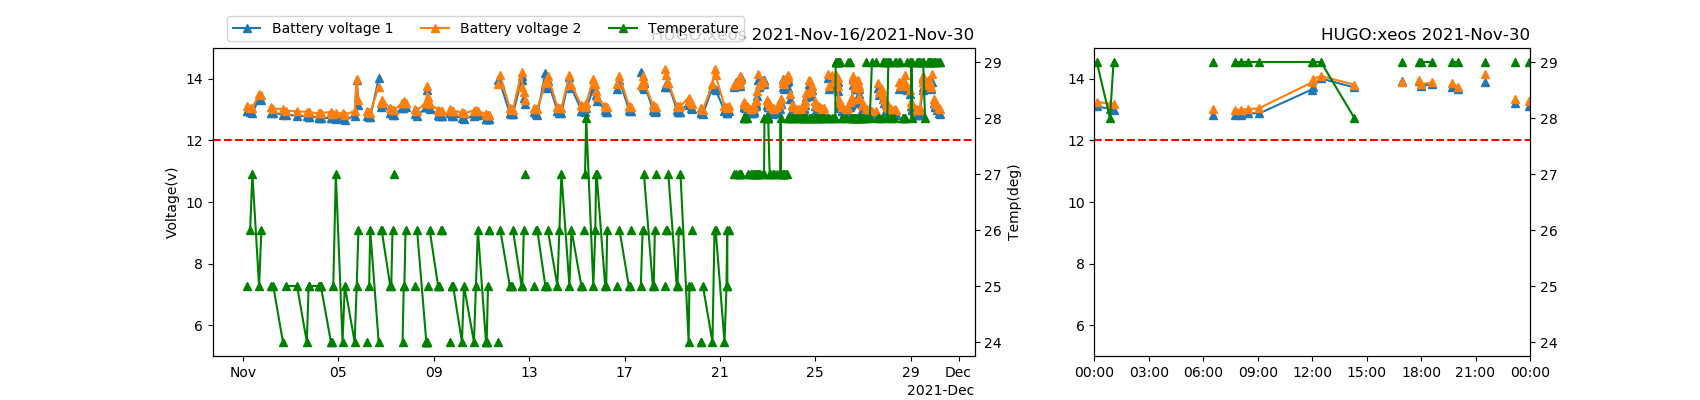 Battery voltage 1 Battery voltage 2 Temperature
HUGO:xeos 2021-Nov-16/2021-Nov-30
HUGO:xeos 2021-Nov-30
Voltage(v)
14
12
10
8
6
29
28
27
26
25
24
Temp(deg)
Nov 05 09 13 17 21 25 29 Dec
2021-Dec
14
12
10
8
6
29
28
27
26
25
24
00:00 03:00 06:00 09:00 12:00 15:00 18:00 21:00 00:00